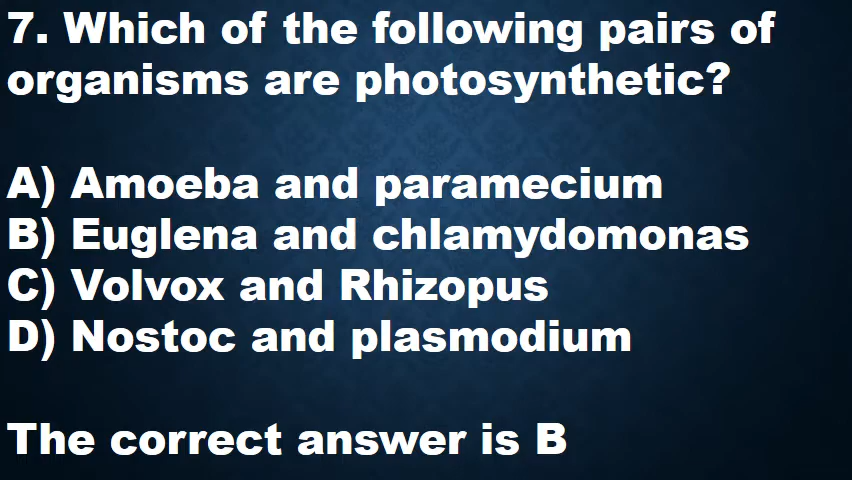 7. Which of the following pairs of
organisms are photosynthetic?
A) Amoeba and paramecium
B) Euglena and chlamydomonas
C) Volvox and Rhizopus
D) Nostoc and plasmodium
The correct answer is B